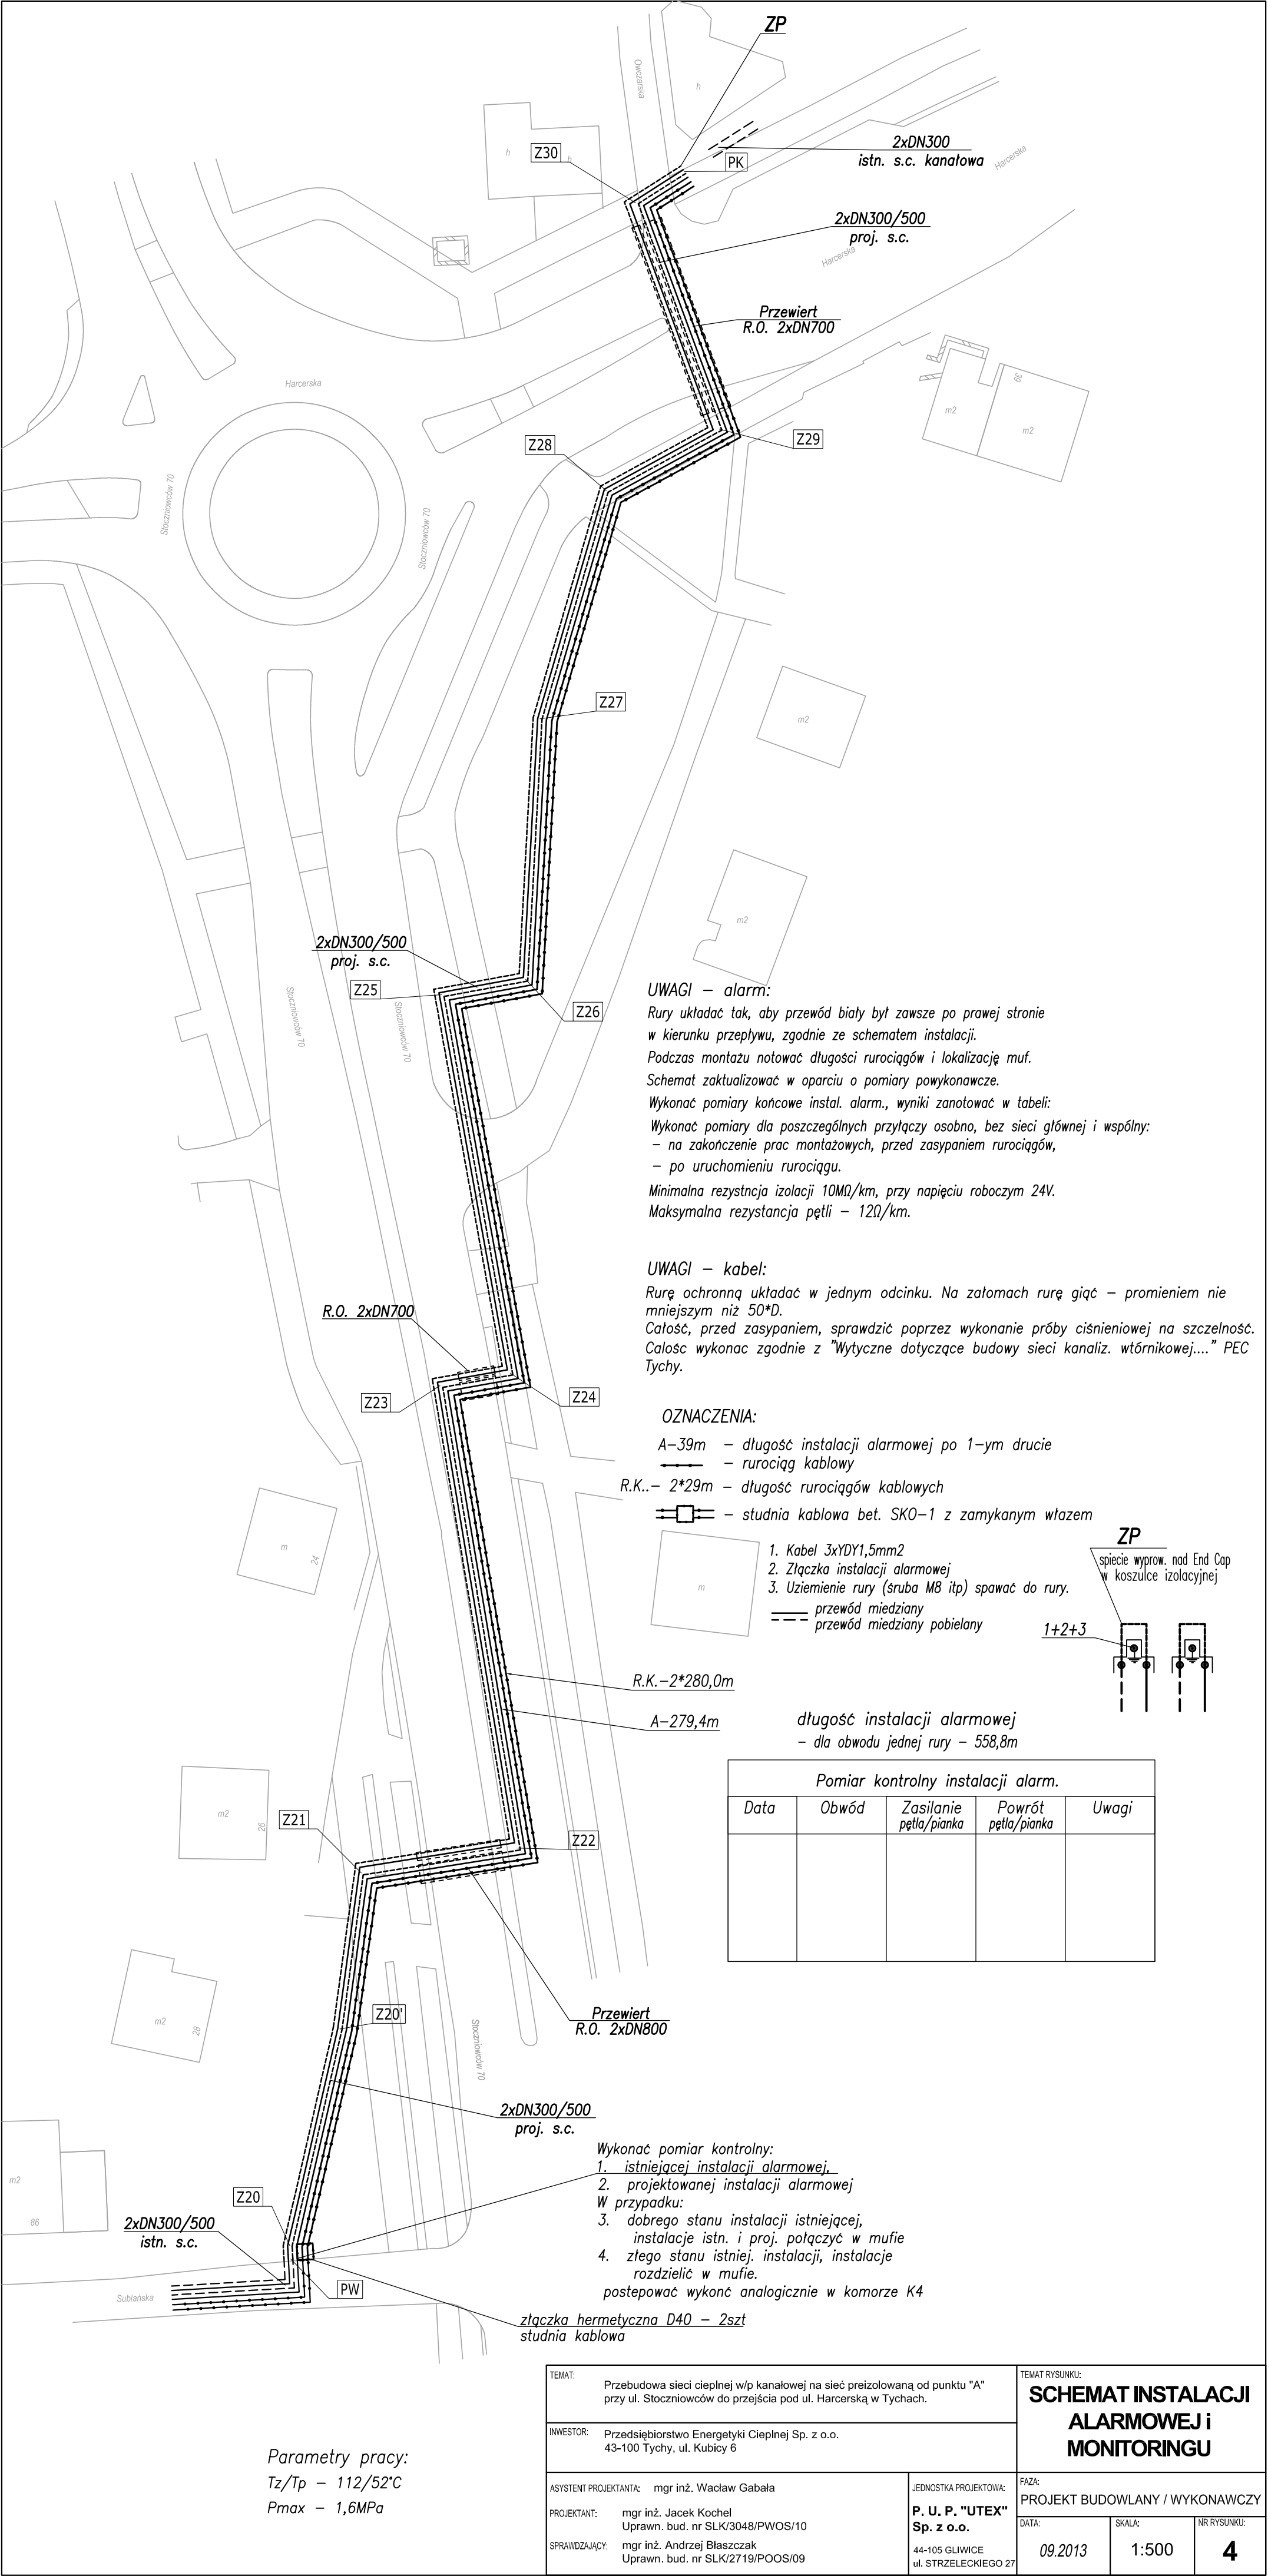 ZP
Owczarska
h
2xDN300
istn. s.c. kanałowa
Harcerska
Z30
h
h
PK
2xDN300/500
proj. s.c.
Harcerska
Przewiert
R.O. 2xDN700
39
m2
m2
Harcerska
Z28
Z29
Stoczniowców 70
Stoczniowców 70
Z27
m2
m2
2xDN300/500
proj. s.c.
Z25
Z26
Stoczniowców 70
Stoczniowców 70
UWAGI – alarm:
Rury układać tak, aby przewód biały był zawsze po prawej stronie
w kierunku przepływu, zgodnie ze schematem instalacji.
Podczas montażu notować długości rurociągów i lokalizację muf.
Schemat zaktualizować w oparciu o pomiary powykonawcze.
Wykonać pomiary końcowe instal. alarm., wyniki zanotować w tabeli:
Wykonać pomiary dla poszczególnych przyłączy osobno, bez sieci głównej i wspólny:
– na zakończenie prac montażowych, przed zasypaniem rurociągów,
– po uruchomieniu rurociągu.
Minimalna rezystncja izolacji 10MΩ/km, przy napięciu roboczym 24V.
Maksymalna rezystancja pętli – 12Ω/km.
UWAGI – kabel:
Rurę ochronną układać w jednym odcinku. Na załomach rurę giąć – promieniem nie
mniejszym niż 50*D.
Całość, przed zasypaniem, sprawdzić poprzez wykonanie próby ciśnieniowej na szczelność.
Calośc wykonac zgodnie z "Wytyczne dotyczące budowy sieci kanaliz. wtórnikowej...." PEC
Tychy.
R.O. 2xDN700
Z23
Z24
OZNACZENIA:
A–39m – długość instalacji alarmowej po 1–ym drucie
– rurociąg kablowy
R.K..– 2*29m – długość rurociągów kablowych
– studnia kablowa bet. SKO–1 z zamykanym włazem
1. Kabel 3xYDY1,5mm2
2. Złączka instalacji alarmowej
3. Uziemienie rury (śruba M8 itp) spawać do rury.
przewód miedziany
przewód miedziany pobielany
ZP
spiecie wyprow. nad End Cap
w koszulce izolacyjnej
1+2+3
m
24
m
R.K.–2*280,0m
A–279,4m
długość instalacji alarmowej
– dla obwodu jednej rury – 558,8m
Pomiar kontrolny instalacji alarm.
Data Obwód Zasilanie Powrót Uwagi
pętla/pianka pętla/pianka
m2
26
Z21
Z22
m2
28
Z20'
Przewiert
R.O. 2xDN800
Stoczniowców 70
2xDN300/500
proj. s.c.
Wykonać pomiar kontrolny:
1. istniejącej instalacji alarmowej,
2. projektowanej instalacji alarmowej
W przypadku:
3. dobrego stanu instalacji istniejącej,
instalacje istn. i proj. połączyć w mufie
4. złego stanu istniej. instalacji, instalacje
rozdzielić w mufie.
postepować wykonć analogicznie w komorze K4
m2
86
Z20
2xDN300/500
istn. s.c.
PW
Sublańska
złączka hermetyczna D40 – 2szt
studnia kablowa
Parametry pracy:
Tz/Tp – 112/52°C
Pmax – 1,6MPa
TEMAT:
Przebudowa sieci cieplnej w/p kanałowej na sieć preizolowaną od punktu "A"
przy ul. Stoczniowców do przejścia pod ul. Harcerską w Tychach.
TEMAT RYSUNKU:
SCHEMAT INSTALACJI
ALARMOWEJ i
MONITORINGU
INWESTOR: Przedsiębiorstwo Energetyki Cieplnej Sp. z o.o.
43-100 Tychy, ul. Kubicy 6
ASYSTENT PROJEKTANTA: mgr inż. Wacław Gabała
PROJEKTANT: mgr inż. Jacek Kochel
Uprawn. bud. nr SLK/3048/PWOS/10
SPRAWDZAJĄCY: mgr inż. Andrzej Błaszczak
Uprawn. bud. nr SLK/2719/POOS/09
JEDNOSTKA PROJEKTOWA:
P. U. P. "UTEX"
Sp. z o.o.
44-105 GLIWICE
ul. STRZELECKIEGO 27
FAZA:
PROJEKT BUDOWLANY / WYKONAWCZY
DATA: SKALA: NR RYSUNKU:
09.2013 1:500 4